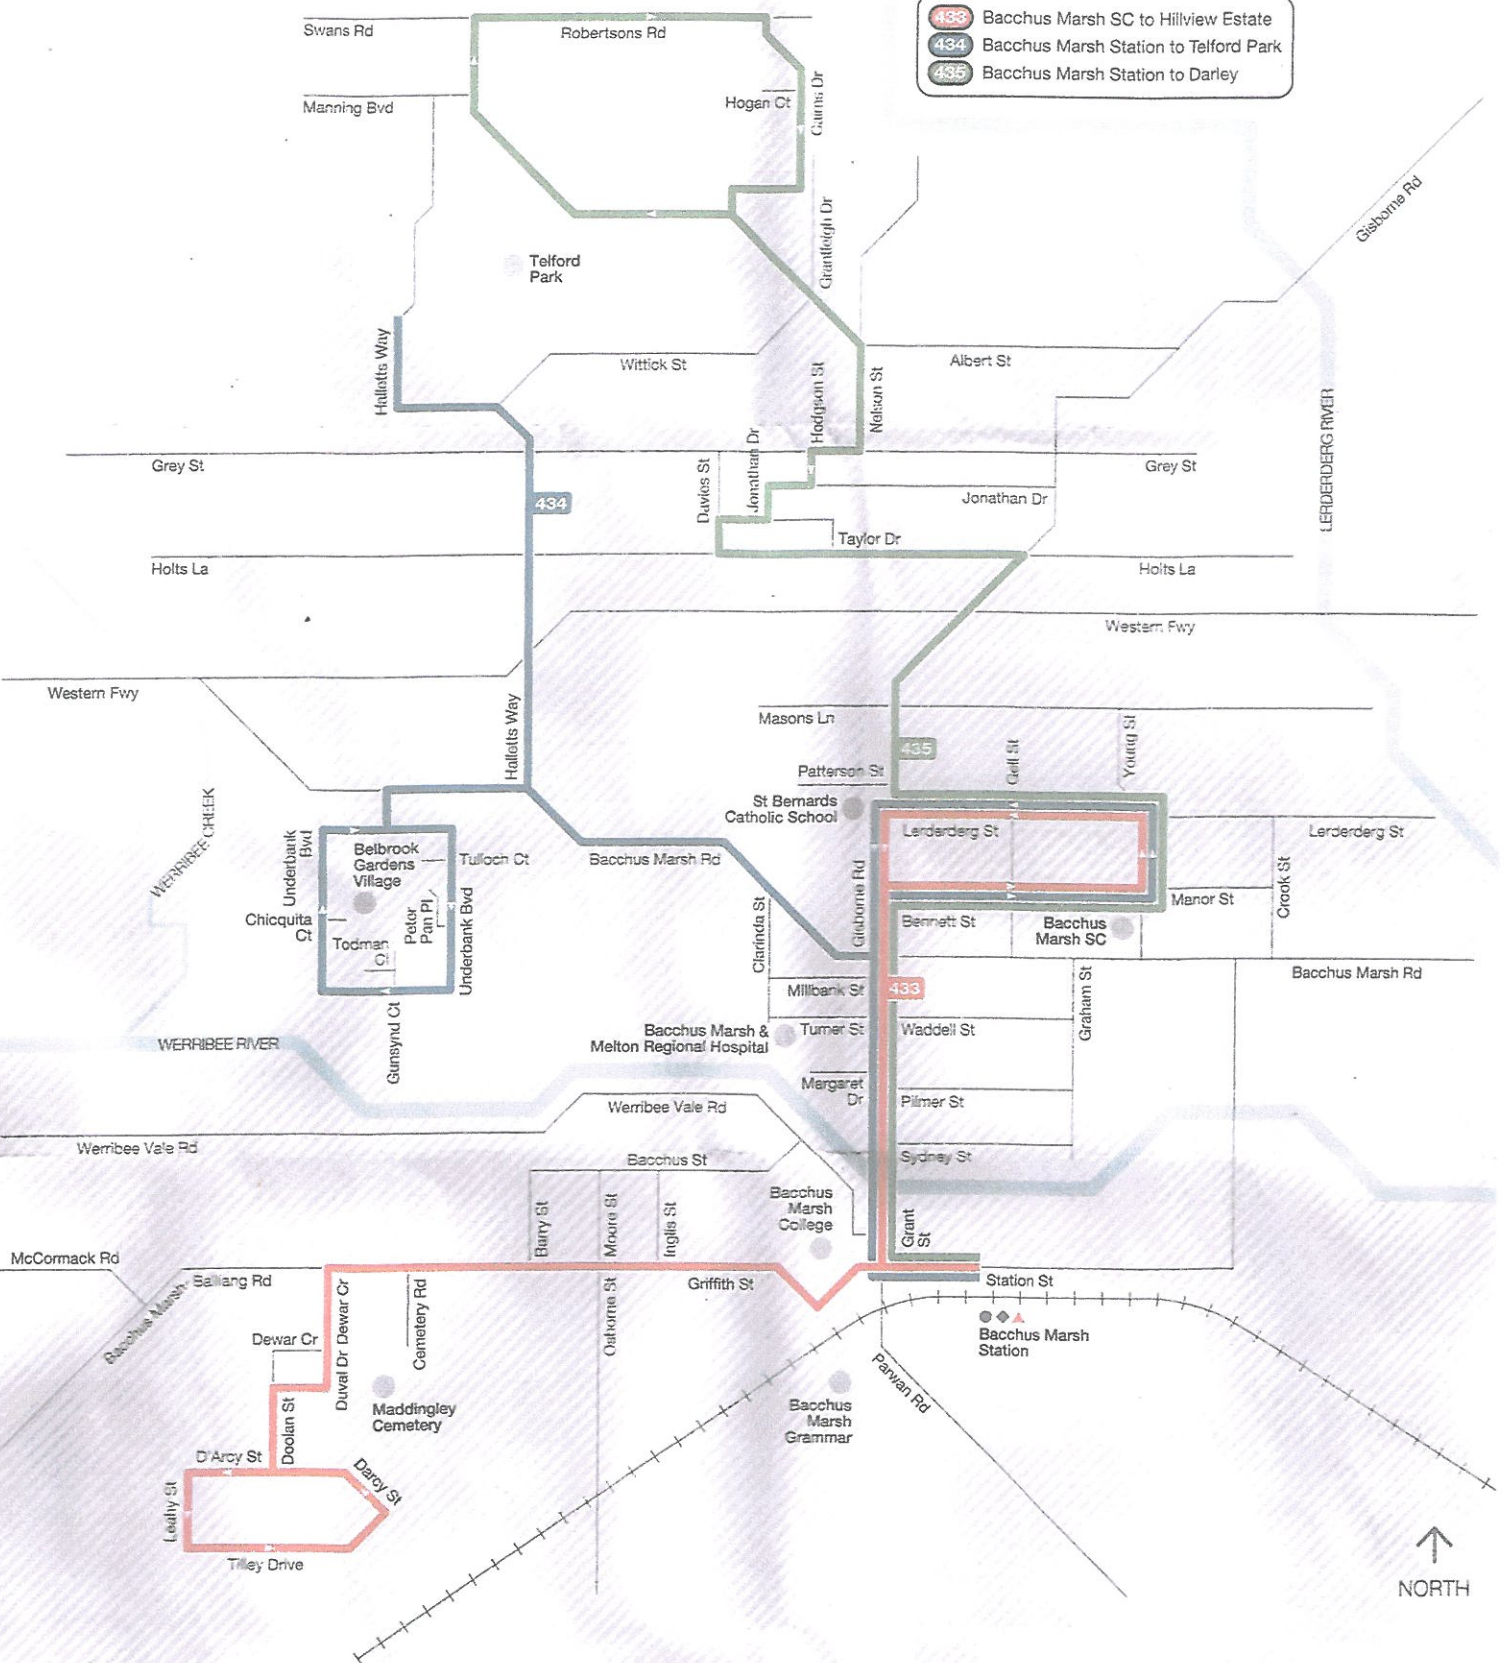 433 Bacchus Marsh SC to Hillview Estate
434 Bacchus Marsh Station to Telford Park
435 Bacchus Marsh Station to Darley
Swans Rd
Robertsons Rd
Manning Bvd
Hogan Ct
Cairns Dr
Grantleigh Dr
Gisborne Rd
Telford
Park
Halletts Way
Wittick St
Hodgson St
Nelson St
Albert St
LERDERDERG RIVER
Grey St
Davies St
Jonathan Dr
Grey St
434
Jonathan Dr
Taylor Dr
Holts La
Holts La
Western Fwy
Western Fwy
Halletts Way
Masons Ln
435
Gell St
Young St
Patterson St
St Bernards
Catholic School
Lerderderg St
Lerderderg St
WERRIBEE CREEK
Underbank
Bvd
Belbrook
Gardens
Village
Tulloch Ct
Bacchus Marsh Rd
Gisborne Rd
Crook St
Manor St
Chicquita
Ct
Peter
Pan Pl
Underbank Bvd
Todman
Cl
Clarinda St
Bennett St
Bacchus
Marsh SC
Bacchus Marsh Rd
Millbank St
433
Graham St
Gunsynd Ct
WERRIBEE RIVER
Bacchus Marsh &
Melton Regional Hospital
Turner St
Waddell St
Margaret
Dr
Pilmer St
Werribee Vale Rd
Werribee Vale Rd
Sydney St
Bacchus St
Barry St
Moore St
Inglis St
Bacchus
Marsh
College
Grant
St
McCormack Rd
Bacchus Marsh
Balliang Rd
Griffith St
Station St
Dewar Cr
Dewar Cr
Duval Dr
Cemetery Rd
Osborne St
Bacchus Marsh
Station
Parwan Rd
Maddingley
Cemetery
Bacchus
Marsh
Grammar
Doolan St
D'Arcy St
Darcy St
Leahy St
Tilley Drive
NORTH